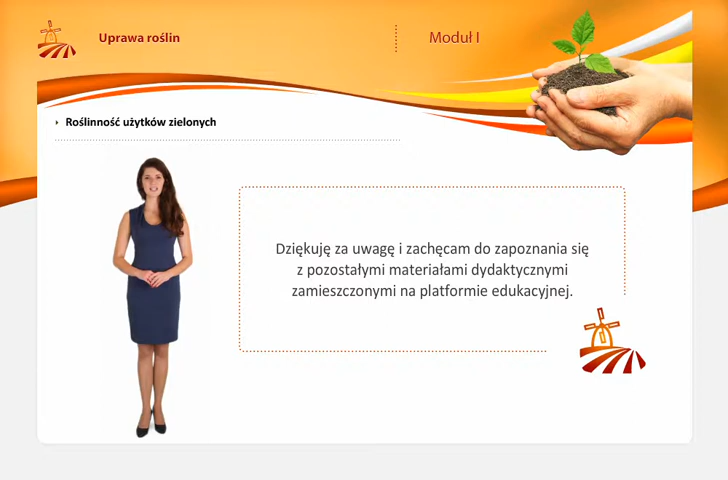 Uprawa roślin
Moduł I
Roślinność użytków zielonych
Dziękuję za uwagę i zachęcam do zapoznania się
z pozostałymi materiałami dydaktycznymi
zamieszczonymi na platformie edukacyjnej.